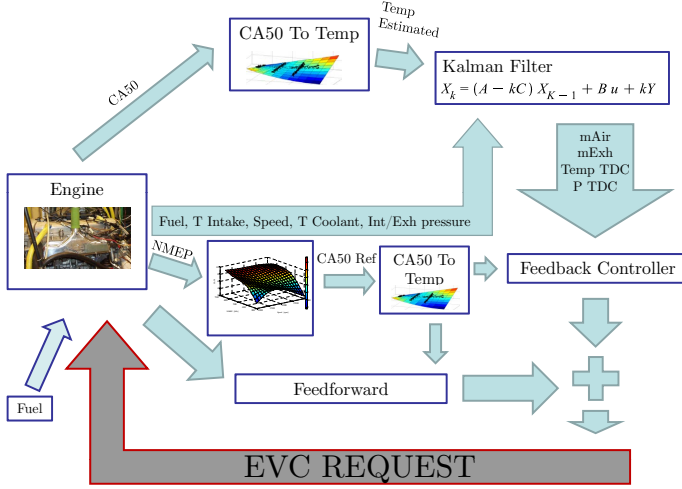 CA50 To Temp
Temp
Estimated
Kalman Filter
X_k = (A − kC) X_{K−1} + B u + kY
CA50
mAir
mExh
Temp TDC
P TDC
Engine
Fuel, T Intake, Speed, T Coolant, Int/Exh pressure
NMEP
CA50 Ref
CA50 To
Temp
Feedback Controller
Feedforward
Fuel
EVC REQUEST